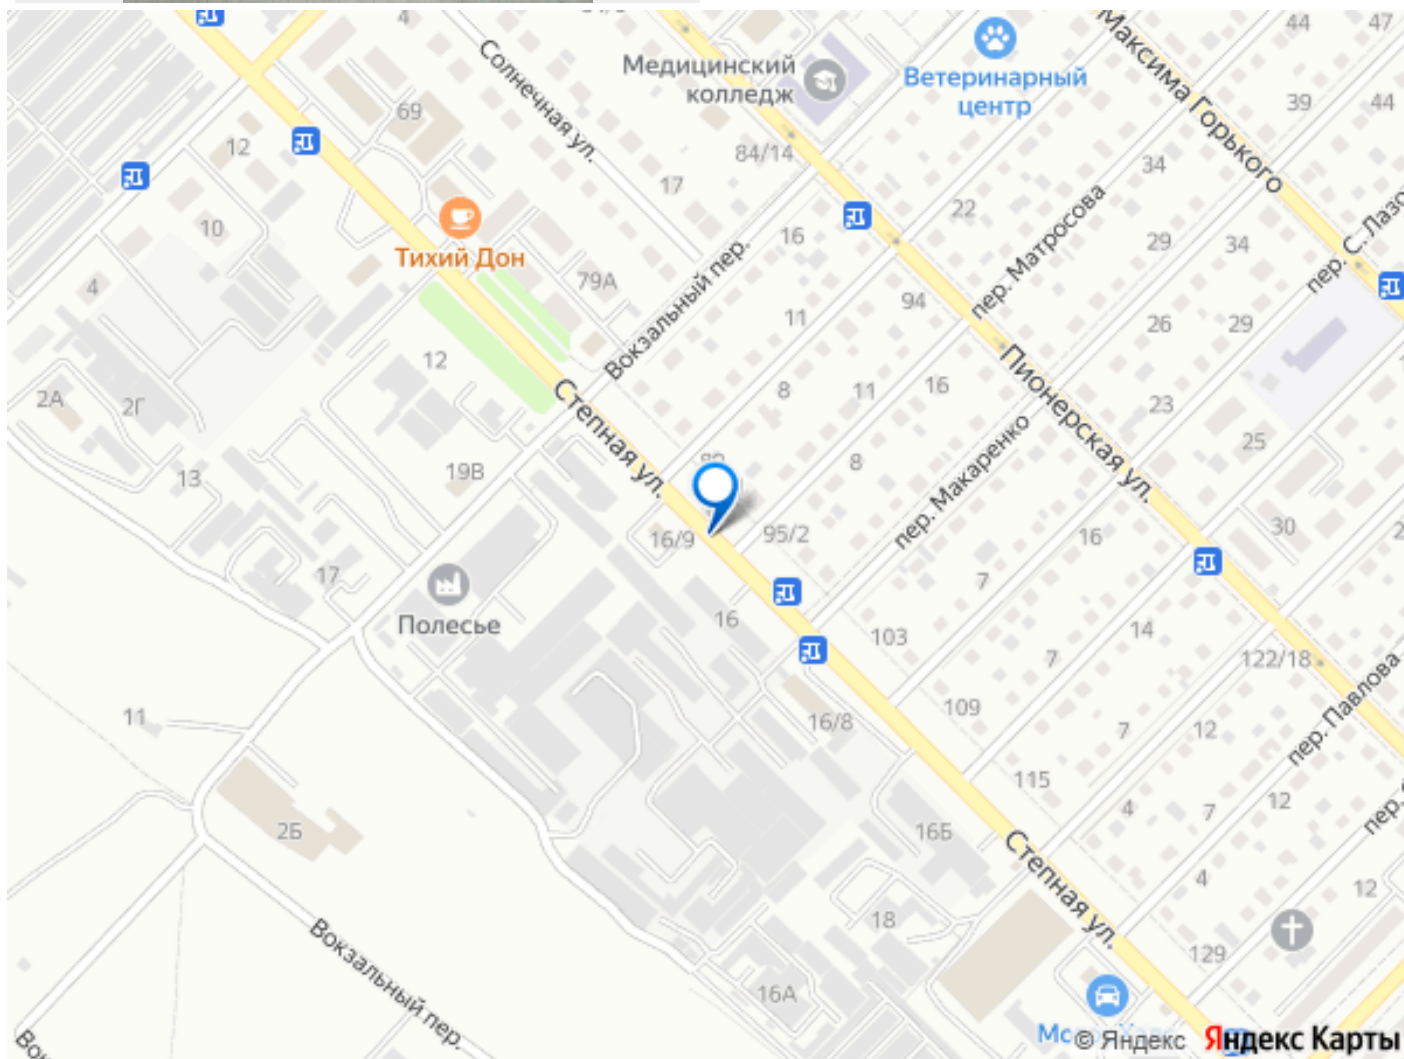 4
Солнечная ул.
Медицинский
колледж
Ветеринарный
центр
Максима Горького
44
47
39
44
69
12
84/14
17
34
22
пер. Матросова
10
16
29
34
пер. С. Лазо
Тихий Дон
79А
Вокзальный пер.
4
94
11
26
29
12
2А
2Г
Степная ул.
8
11
16
Пионерская ул.
23
25
13
19В
8
пер. Макаренко
16/9
95/2
16
30
17
7
Полесье
16
103
14
7
122/18
пер. Павлова
11
109
16/8
7
12
115
4
7
12
2Б
16Б
Степная ул.
4
12
18
Вокзальный пер.
129
16А
© Яндекс Яндекс Карты